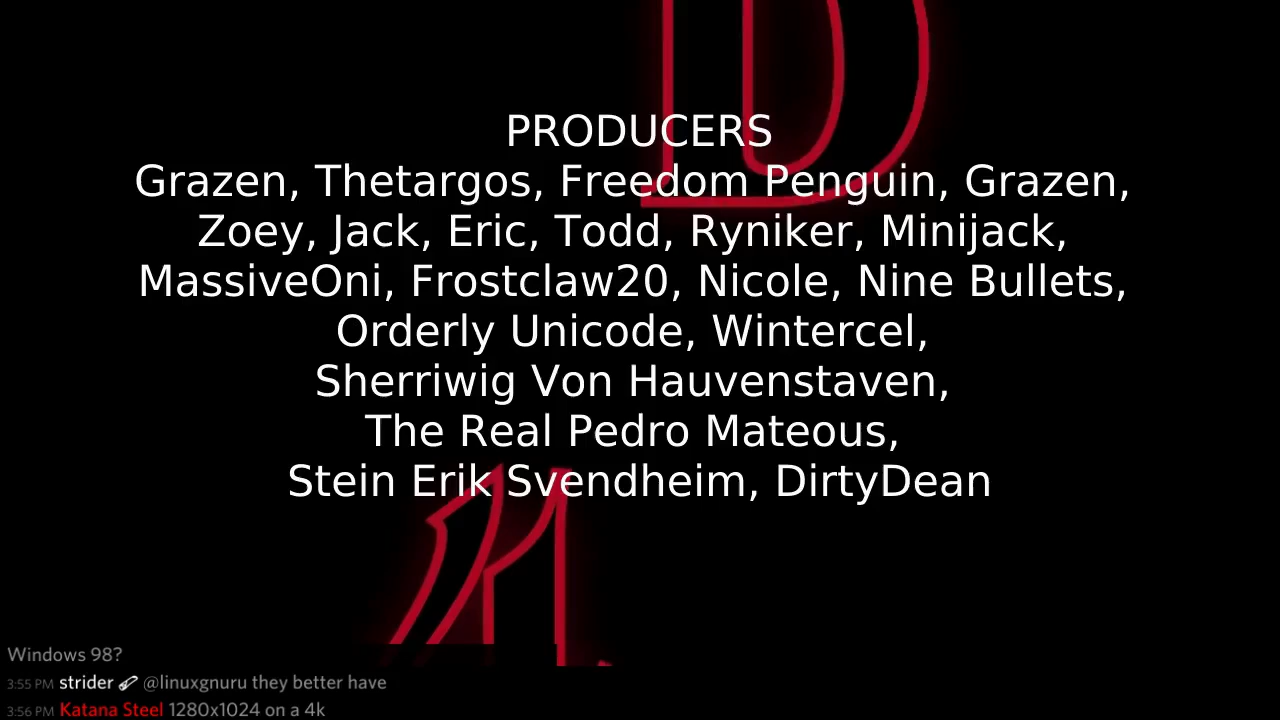 PRODUCERS
Grazen, Thetargos, Freedom Penguin, Grazen,
Zoey, Jack, Eric, Todd, Ryniker, Minijack,
MassiveOni, Frostclaw20, Nicole, Nine Bullets,
Orderly Unicode, Wintercel,
Sherriwig Von Hauvenstaven,
The Real Pedro Mateous,
Stein Erik Svendheim, DirtyDean
Windows 98?
3:55 PM strider @linuxgnuru they better have
3:56 PM Katana Steel 1280x1024 on a 4k